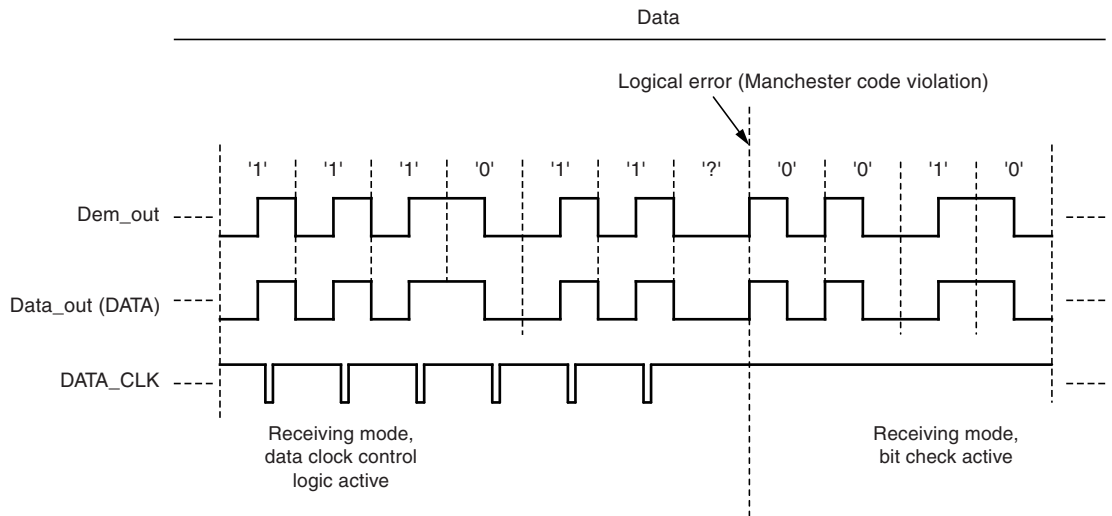 Data
Logical error (Manchester code violation)
'1' '1' '1' '0' '1' '1' '?' '0' '0' '1' '0'
Dem_out
Data_out (DATA)
DATA_CLK
Receiving mode,
data clock control
logic active
Receiving mode,
bit check active